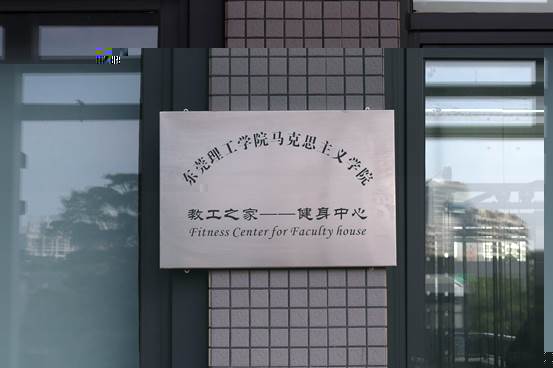 东莞理工学院马克思主义学院
教工之家——健身中心
Fitness Center for Faculty house